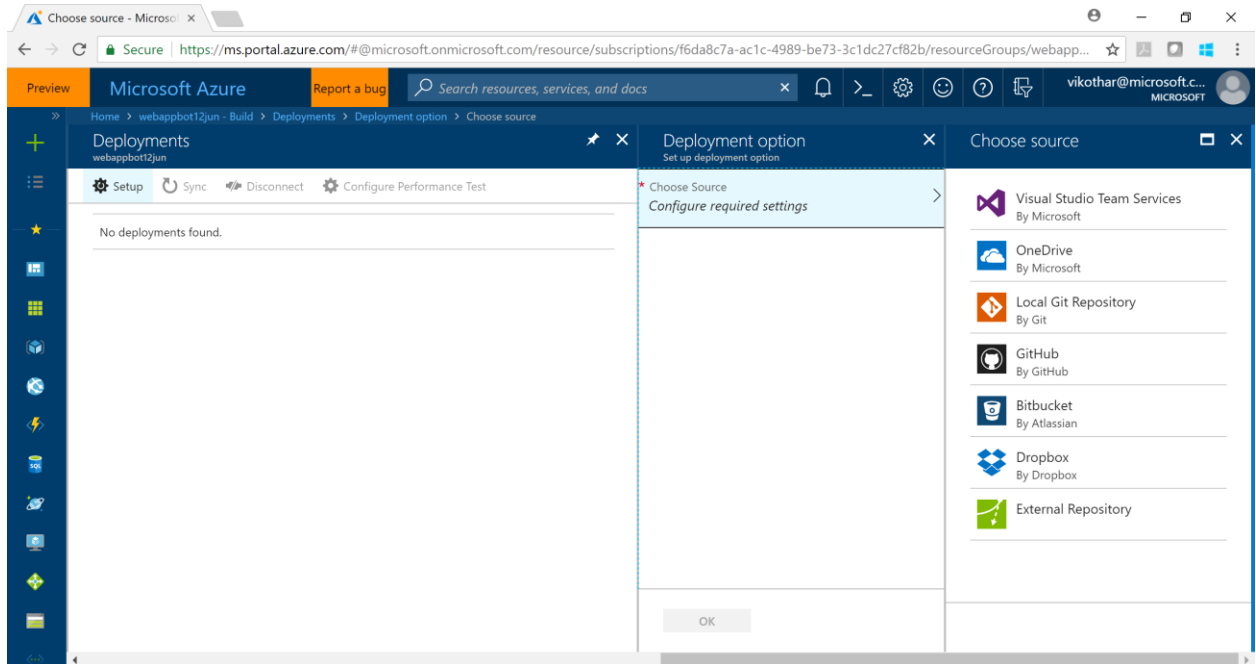 Choose source - Microso
Secure https://ms.portal.azure.com/#@microsoft.onmicrosoft.com/resource/subscriptions/f6da8c7a-ac1c-4989-be73-3c1dc27cf82b/resourceGroups/webapp...
Preview
Microsoft Azure
Report a bug
Search resources, services, and docs
vikothar@microsoft.c...
MICROSOFT
Home > webappbot12jun - Build > Deployments > Deployment option > Choose source
Deployments
webappbot12jun
Setup Sync Disconnect Configure Performance Test
No deployments found.
SQL
Deployment option
Set up deployment option
* Choose Source
Configure required settings
OK
Choose source
Visual Studio Team Services
By Microsoft
OneDrive
By Microsoft
Local Git Repository
By Git
GitHub
By GitHub
Bitbucket
By Atlassian
Dropbox
By Dropbox
External Repository